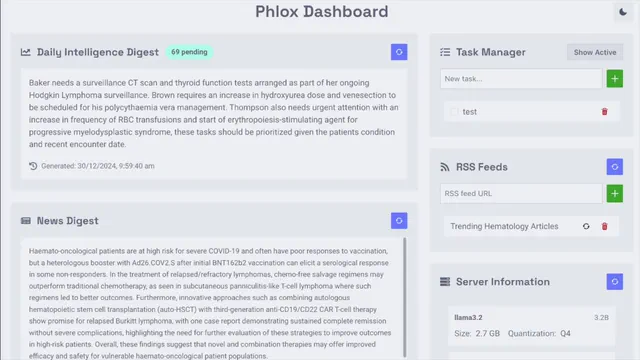 Phlox Dashboard
Daily Intelligence Digest
69 pending
Baker needs a surveillance CT scan and thyroid function tests arranged as part of her ongoing
Hodgkin Lymphoma surveillance. Brown requires an increase in hydroxyurea dose and venesection to
be scheduled for his polycythaemia vera management. Thompson also needs urgent attention with an
increase in frequency of RBC transfusions and start of erythropoiesis-stimulating agent for
progressive myelodysplastic syndrome, these tasks should be prioritized given the patients condition
and recent encounter date.
Generated: 30/12/2024, 9:59:40 am
News Digest
Haemato-oncological patients are at high risk for severe COVID-19 and often have poor responses to vaccination,
but a heterologous booster with Ad26.COV2.S after initial BNT162b2 vaccination can elicit a serological response
in some non-responders. In the treatment of relapsed/refractory lymphomas, chemo-free salvage regimens may
outperform traditional chemotherapy, as seen in subcutaneous panniculitis-like T-cell lymphoma where such
regimens led to better outcomes. Furthermore, innovative approaches such as combining autologous
hematopoietic stem cell transplantation (auto-HSCT) with third-generation anti-CD19/CD22 CAR T-cell therapy
show promise for relapsed Burkitt lymphoma, with one case report demonstrating sustained complete remission
without severe complications, highlighting the need for further evaluation of these strategies to improve outcomes
in high-risk patients. Overall, these findings suggest that novel and combination therapies may offer improved
efficacy and safety for vulnerable haemato-oncological patient populations.
Task Manager
Show Active
New task...
test
RSS Feeds
RSS feed URL
Trending Hematology Articles
Server Information
llama3.2
3.2B
Size: 2.7 GB Quantization: Q4